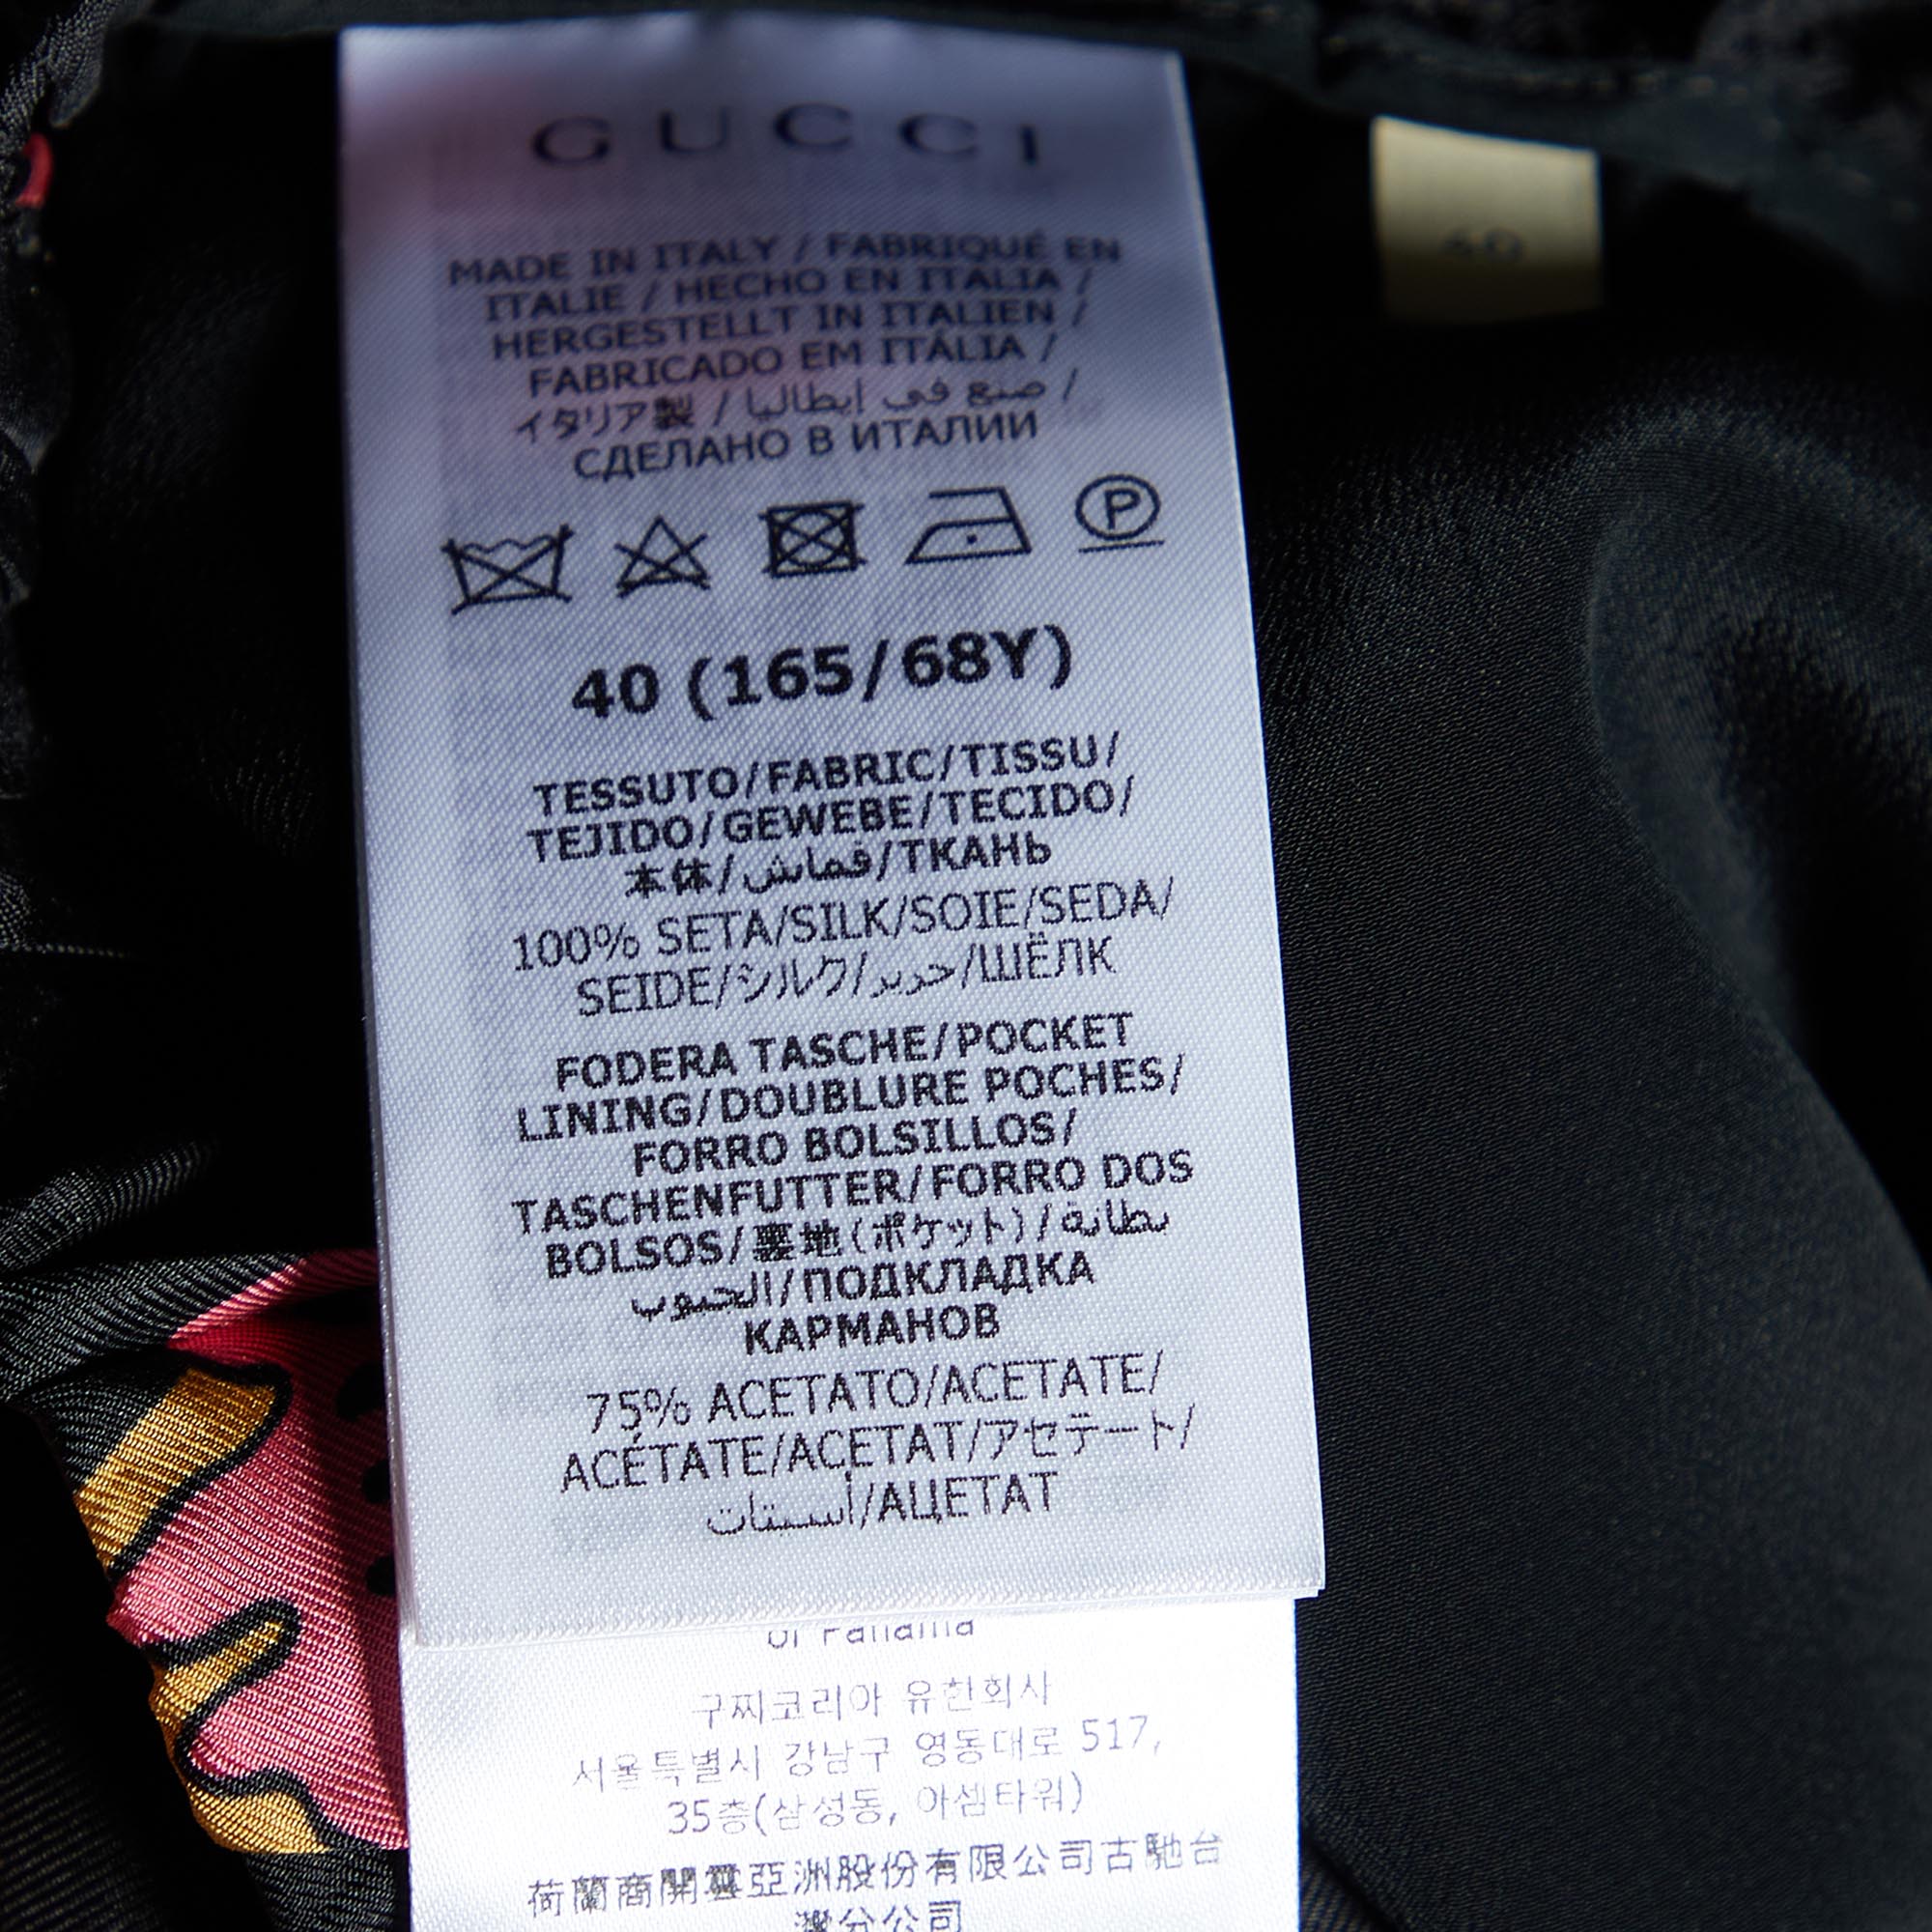 GUCCI
MADE IN ITALY / FABRIQUÉ EN
ITALIE / HECHO EN ITALIA /
HERGESTELLT IN ITALIEN /
FABRICADO EM ITÁLIA /
イタリア製 / صنع في إيطاليا /
СДЕЛАНО В ИТАЛИИ
P
40 (165/68Y)
TESSUTO/FABRIC/TISSU/
TEJIDO/GEWEBE/TECIDO/
本体/قماش/ТКАНЬ
100% SETA/SILK/SOIE/SEDA/
SEIDE/シルク/حرير/ШЁЛК
FODERA TASCHE/POCKET
LINING/DOUBLURE POCHES/
FORRO BOLSILLOS/
TASCHENFUTTER/FORRO DOS
BOLSOS/裏地(ポケット)/بطانة
الجيوب/ПОДКЛАДКА
КАРМАНОВ
75% ACETATO/ACETATE/
ACÉTATE/ACETAT/アセテート/
أسيتات/АЦЕТАТ
of Panama
구찌코리아 유한회사
서울특별시 강남구 영동대로 517,
35층(삼성동, 아셈타워)
荷蘭商開雲亞洲股份有限公司古馳台
灣分公司
40